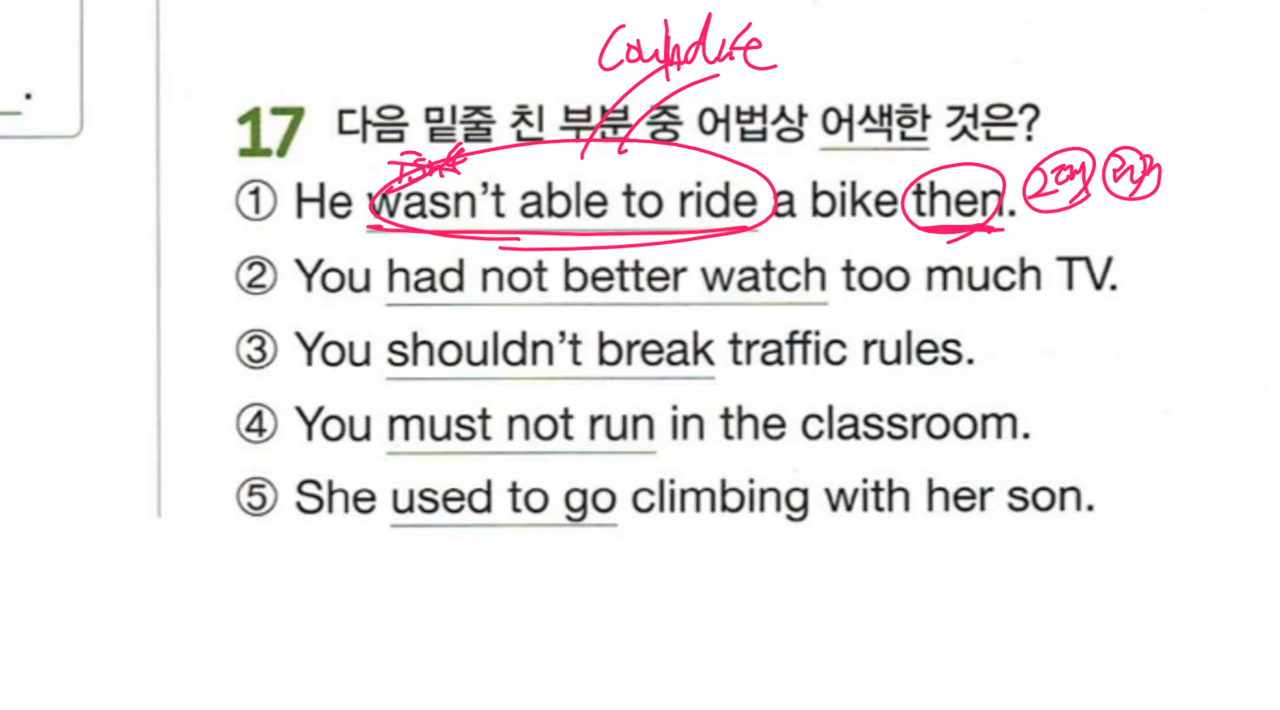 .
17 다음 밑줄 친 부분 중 어법상 어색한 것은?
① He wasn't able to ride a bike then.
② You had not better watch too much TV.
③ You shouldn't break traffic rules.
④ You must not run in the classroom.
⑤ She used to go climbing with her son.